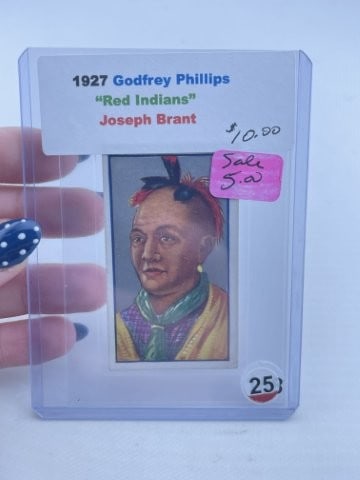 1927 Godfrey Phillips
"Red Indians"
Joseph Brant
$10.00
Sale
5.00
25